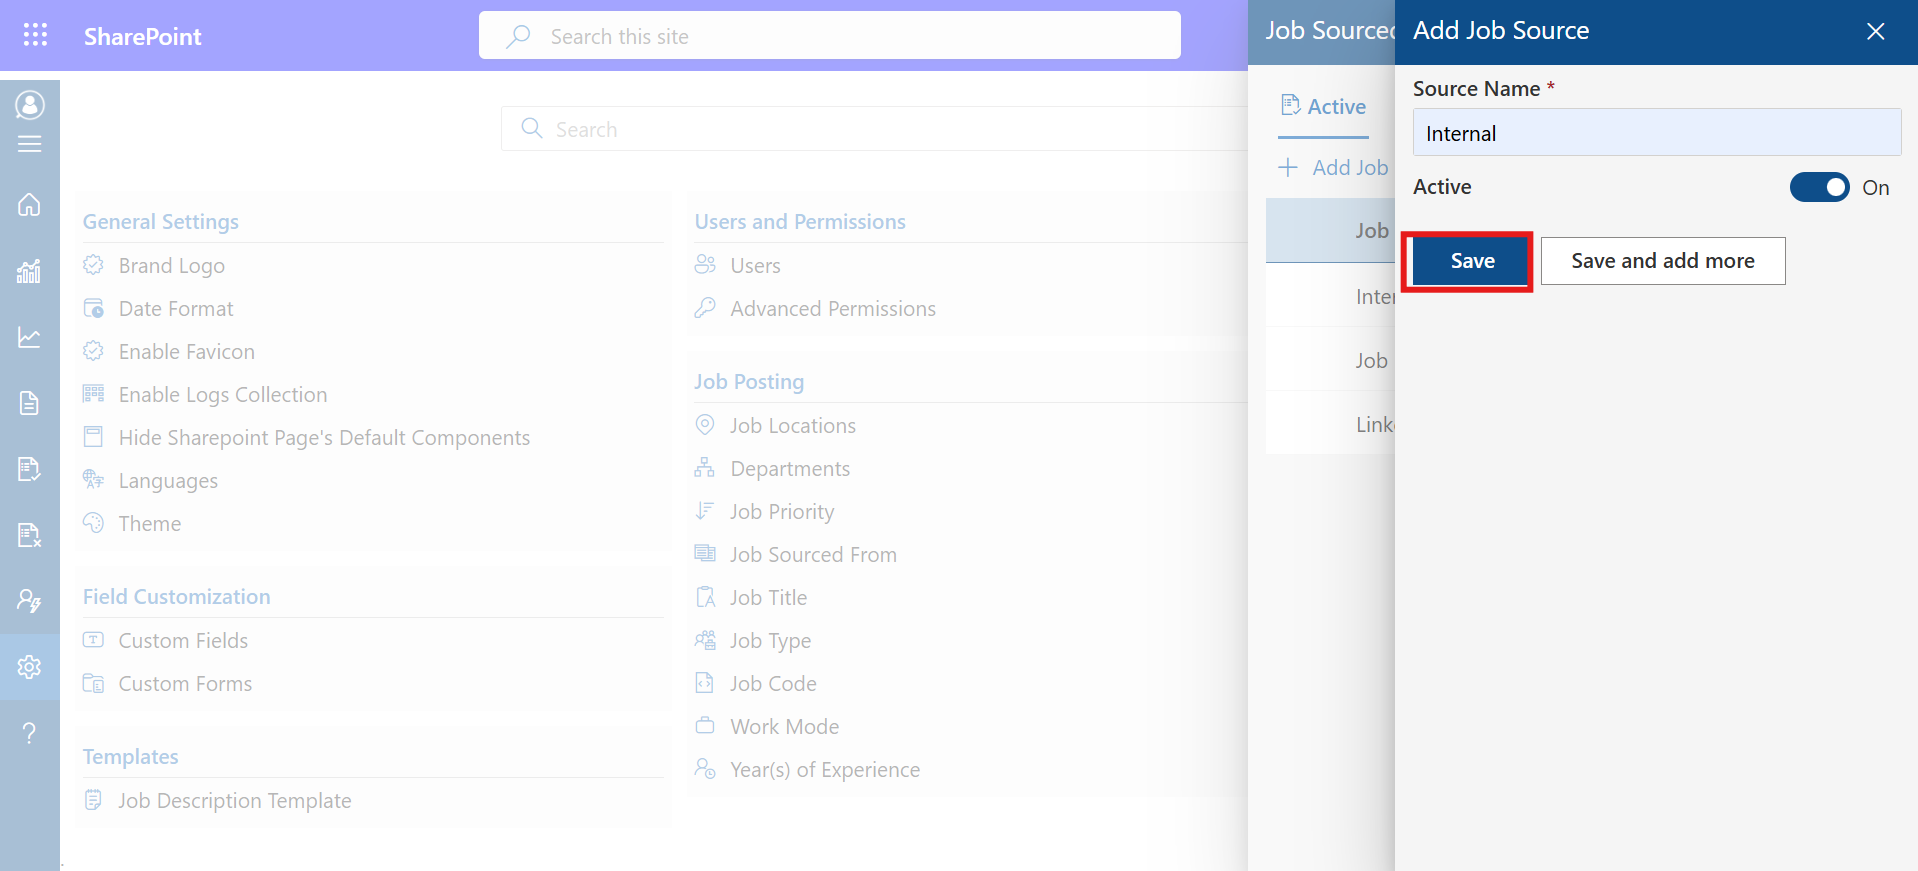 SharePoint
Search this site
Search
General Settings
Brand Logo
Date Format
Enable Favicon
Enable Logs Collection
Hide Sharepoint Page's Default Components
Languages
Theme
Field Customization
Custom Fields
Custom Forms
Templates
Job Description Template
Users and Permissions
Users
Advanced Permissions
Job Posting
Job Locations
Departments
Job Priority
Job Sourced From
Job Title
Job Type
Job Code
Work Mode
Year(s) of Experience
Job Sourced
Active
Add Job
Job
Inter
Job
Link
Add Job Source
Source Name *
Internal
Active
On
Save
Save and add more